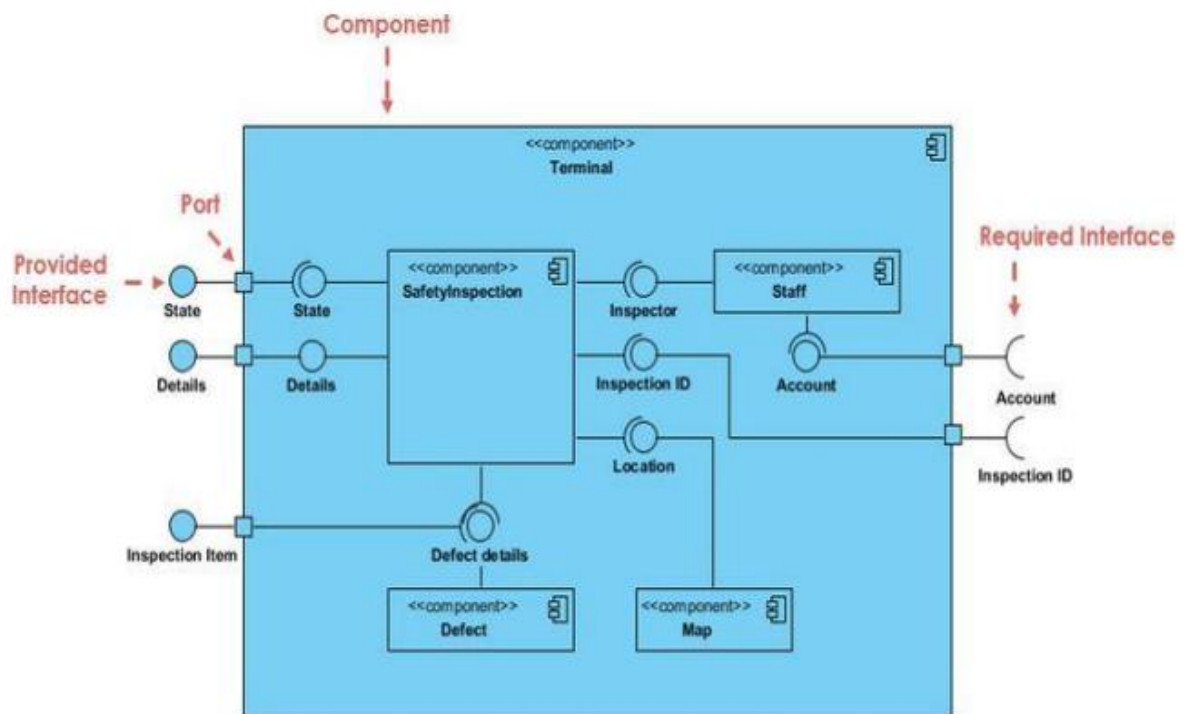 Component
<<component>>
Terminal
Port
Provided
Interface
Required Interface
<<component>>
SafetyInspection
<<component>>
Staff
State
State
Inspector
Details
Details
Inspection ID
Account
Account
Location
Inspection ID
Inspection Item
Defect details
<<component>>
Defect
<<component>>
Map